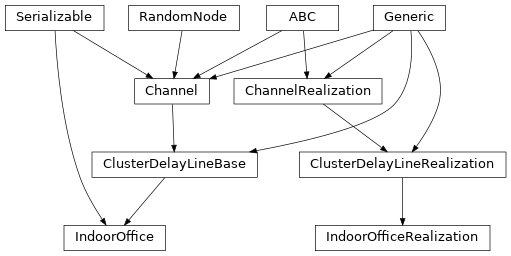 Serializable
RandomNode
ABC
Generic
Channel
ChannelRealization
ClusterDelayLineBase
ClusterDelayLineRealization
IndoorOffice
IndoorOfficeRealization